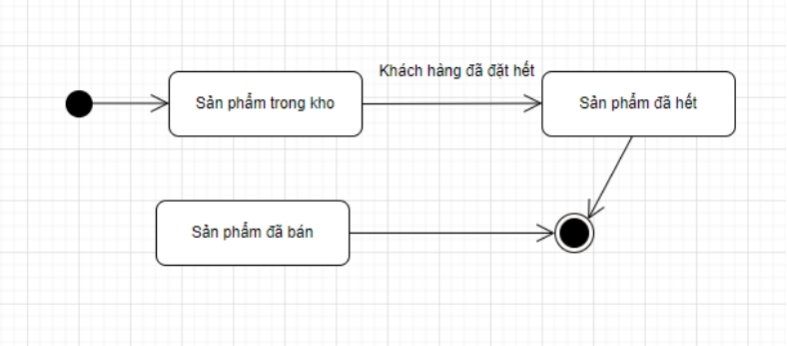 Khách hàng đã đặt hết
Sản phẩm trong kho
Sản phẩm đã hết
Sản phẩm đã bán